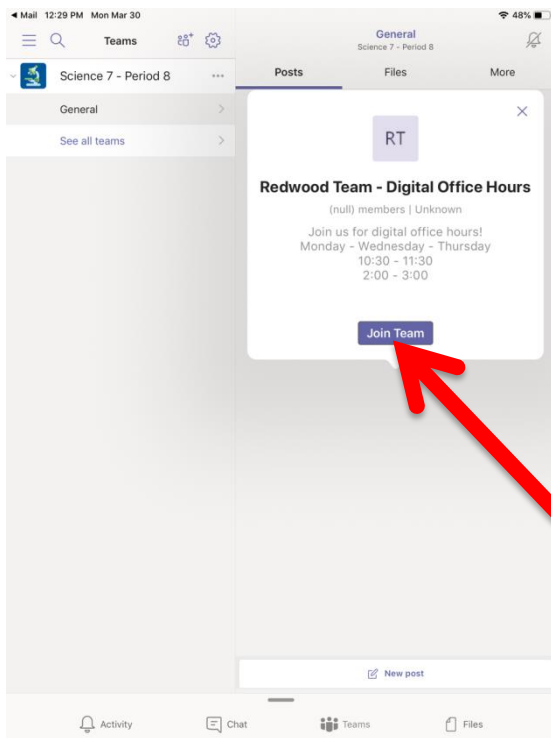 Mail 12:29 PM Mon Mar 30
48%
Teams
General
Science 7 - Period 8
Science 7 - Period 8
Posts Files More
General
See all teams
RT
Redwood Team - Digital Office Hours
(null) members | Unknown
Join us for digital office hours!
Monday - Wednesday - Thursday
10:30 - 11:30
2:00 - 3:00
Join Team
New post
Activity Chat Teams Files